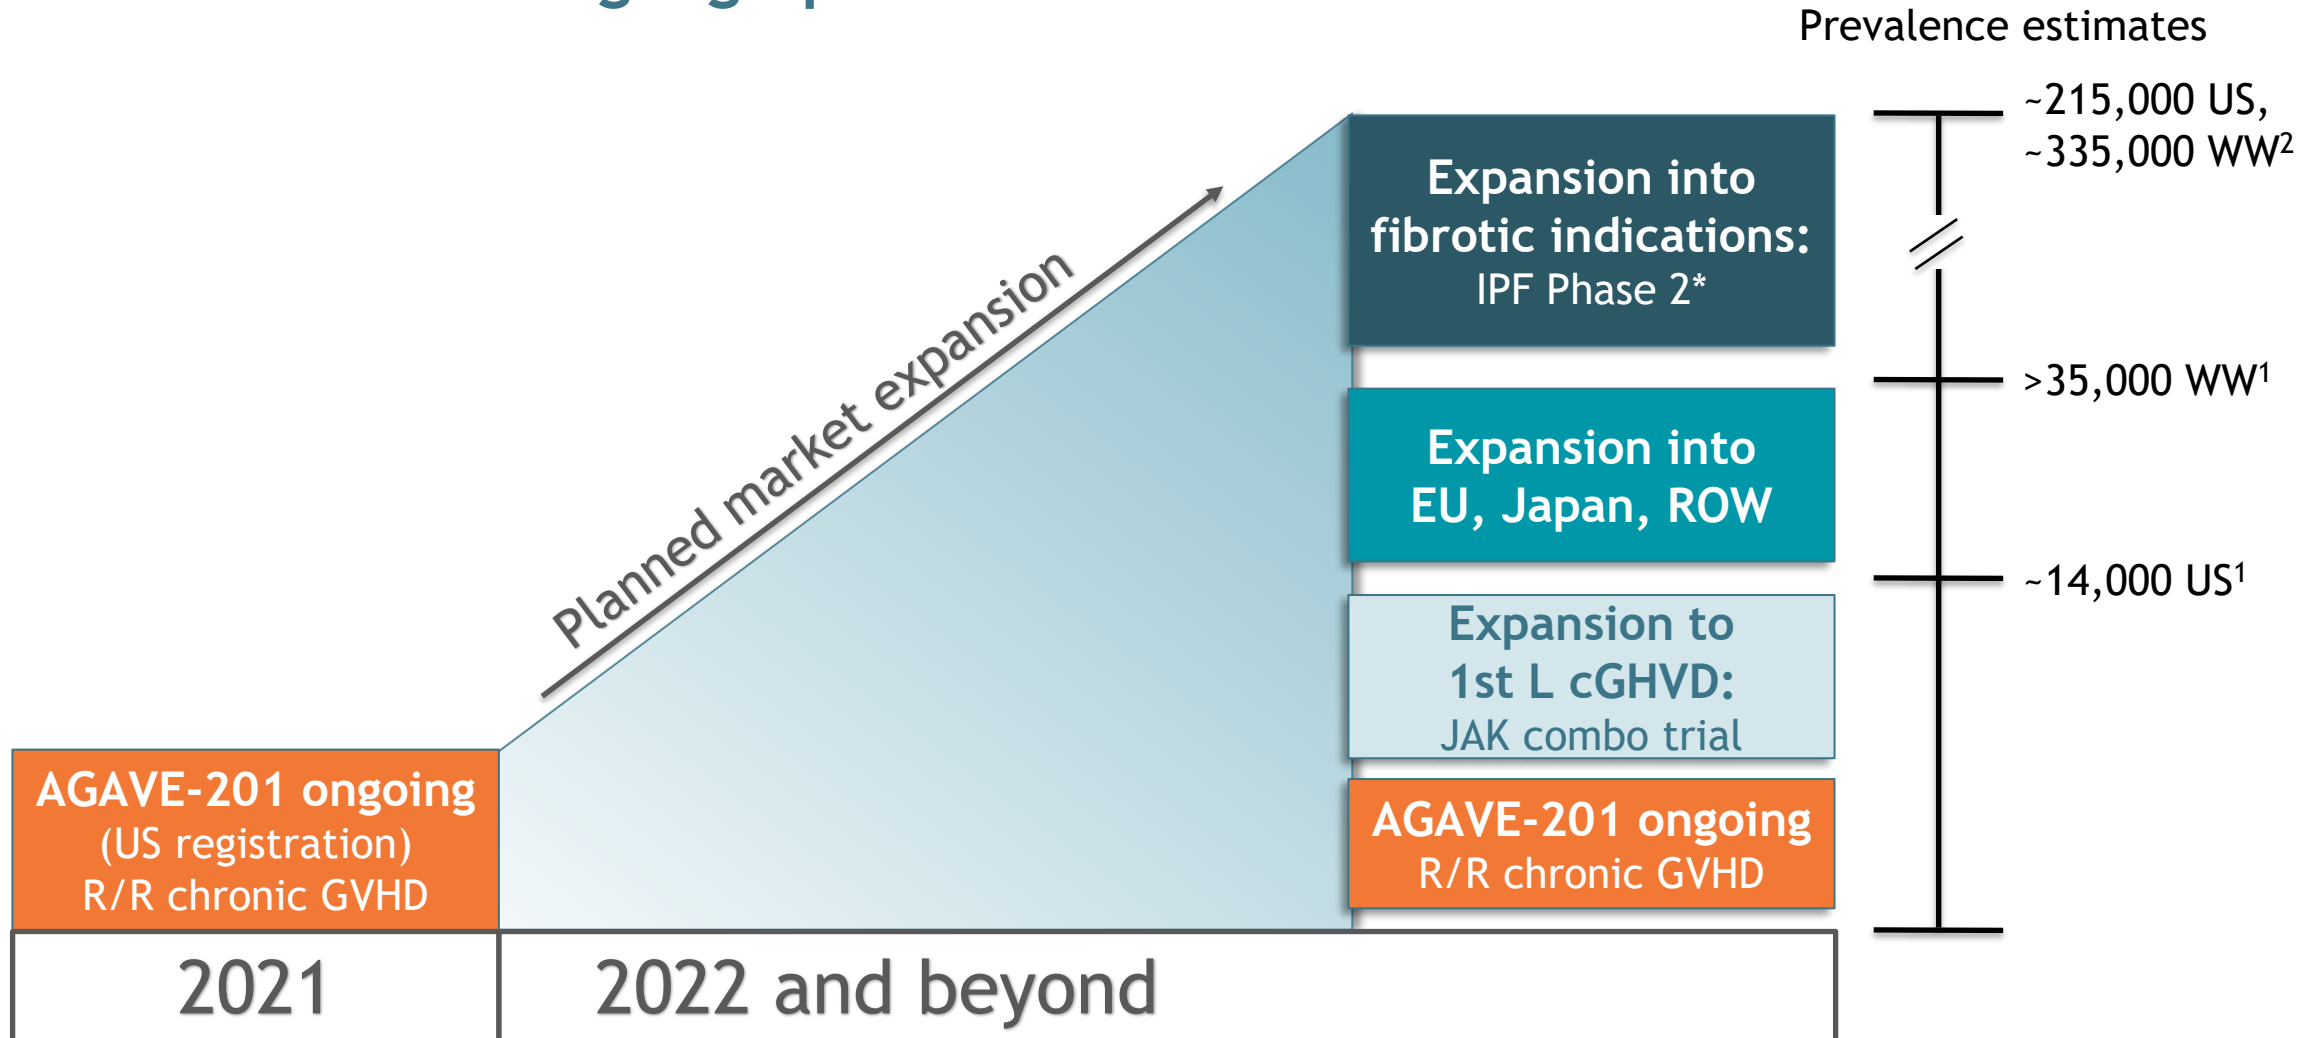 Prevalence estimates
~215,000 US,
~335,000 WW2
Expansion into
fibrotic indications:
IPF Phase 2*
Planned market expansion
>35,000 WW1
Expansion into
EU, Japan, ROW
~14,000 US1
Expansion to
1st L cGHVD:
JAK combo trial
AGAVE-201 ongoing
(US registration)
R/R chronic GVHD
AGAVE-201 ongoing
R/R chronic GVHD
2021
2022 and beyond